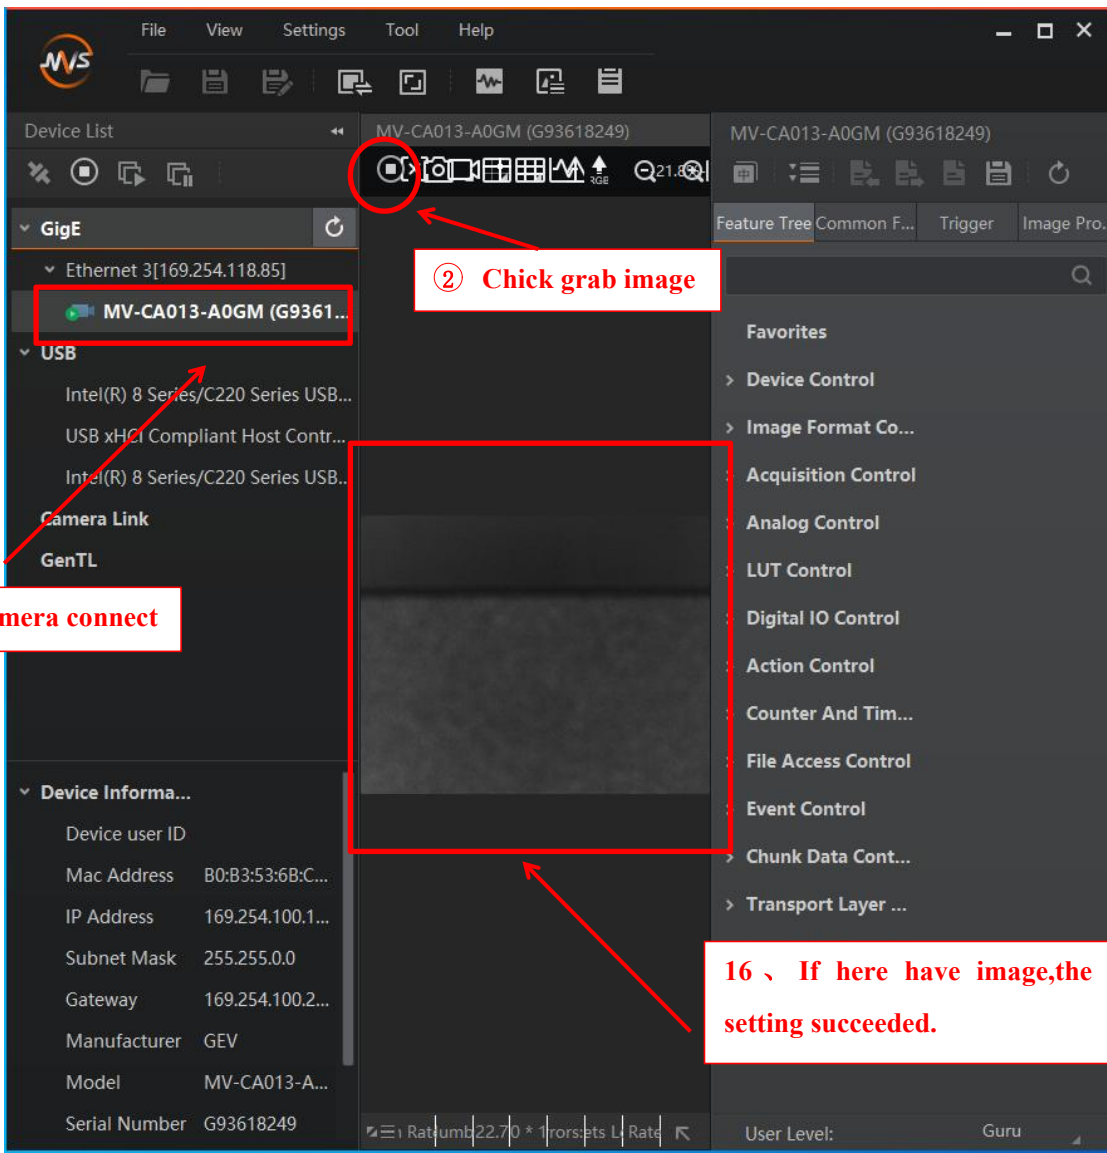 File View Settings Tool Help
MVS
Device List
MV-CA013-A0GM (G93618249)
MV-CA013-A0GM (G93618249)
RGB
21.8
GigE
Feature Tree Common F... Trigger Image Pro.
Ethernet 3[169.254.118.85]
② Chick grab image
MV-CA013-A0GM (G9361...
Favorites
USB
Device Control
Intel(R) 8 Series/C220 Series USB...
Image Format Co...
USB xHCI Compliant Host Contr...
Acquisition Control
Intel(R) 8 Series/C220 Series USB..
Camera Link
Analog Control
GenTL
LUT Control
mera connect
Digital IO Control
Action Control
Counter And Tim...
File Access Control
Device Informa...
Event Control
Device user ID
Chunk Data Cont...
Mac Address B0:B3:53:6B:C...
Transport Layer ...
IP Address 169.254.100.1...
Subnet Mask 255.255.0.0
16、If here have image,the
setting succeeded.
Gateway 169.254.100.2...
Manufacturer GEV
Model MV-CA013-A...
Serial Number G93618249
User Level: Guru